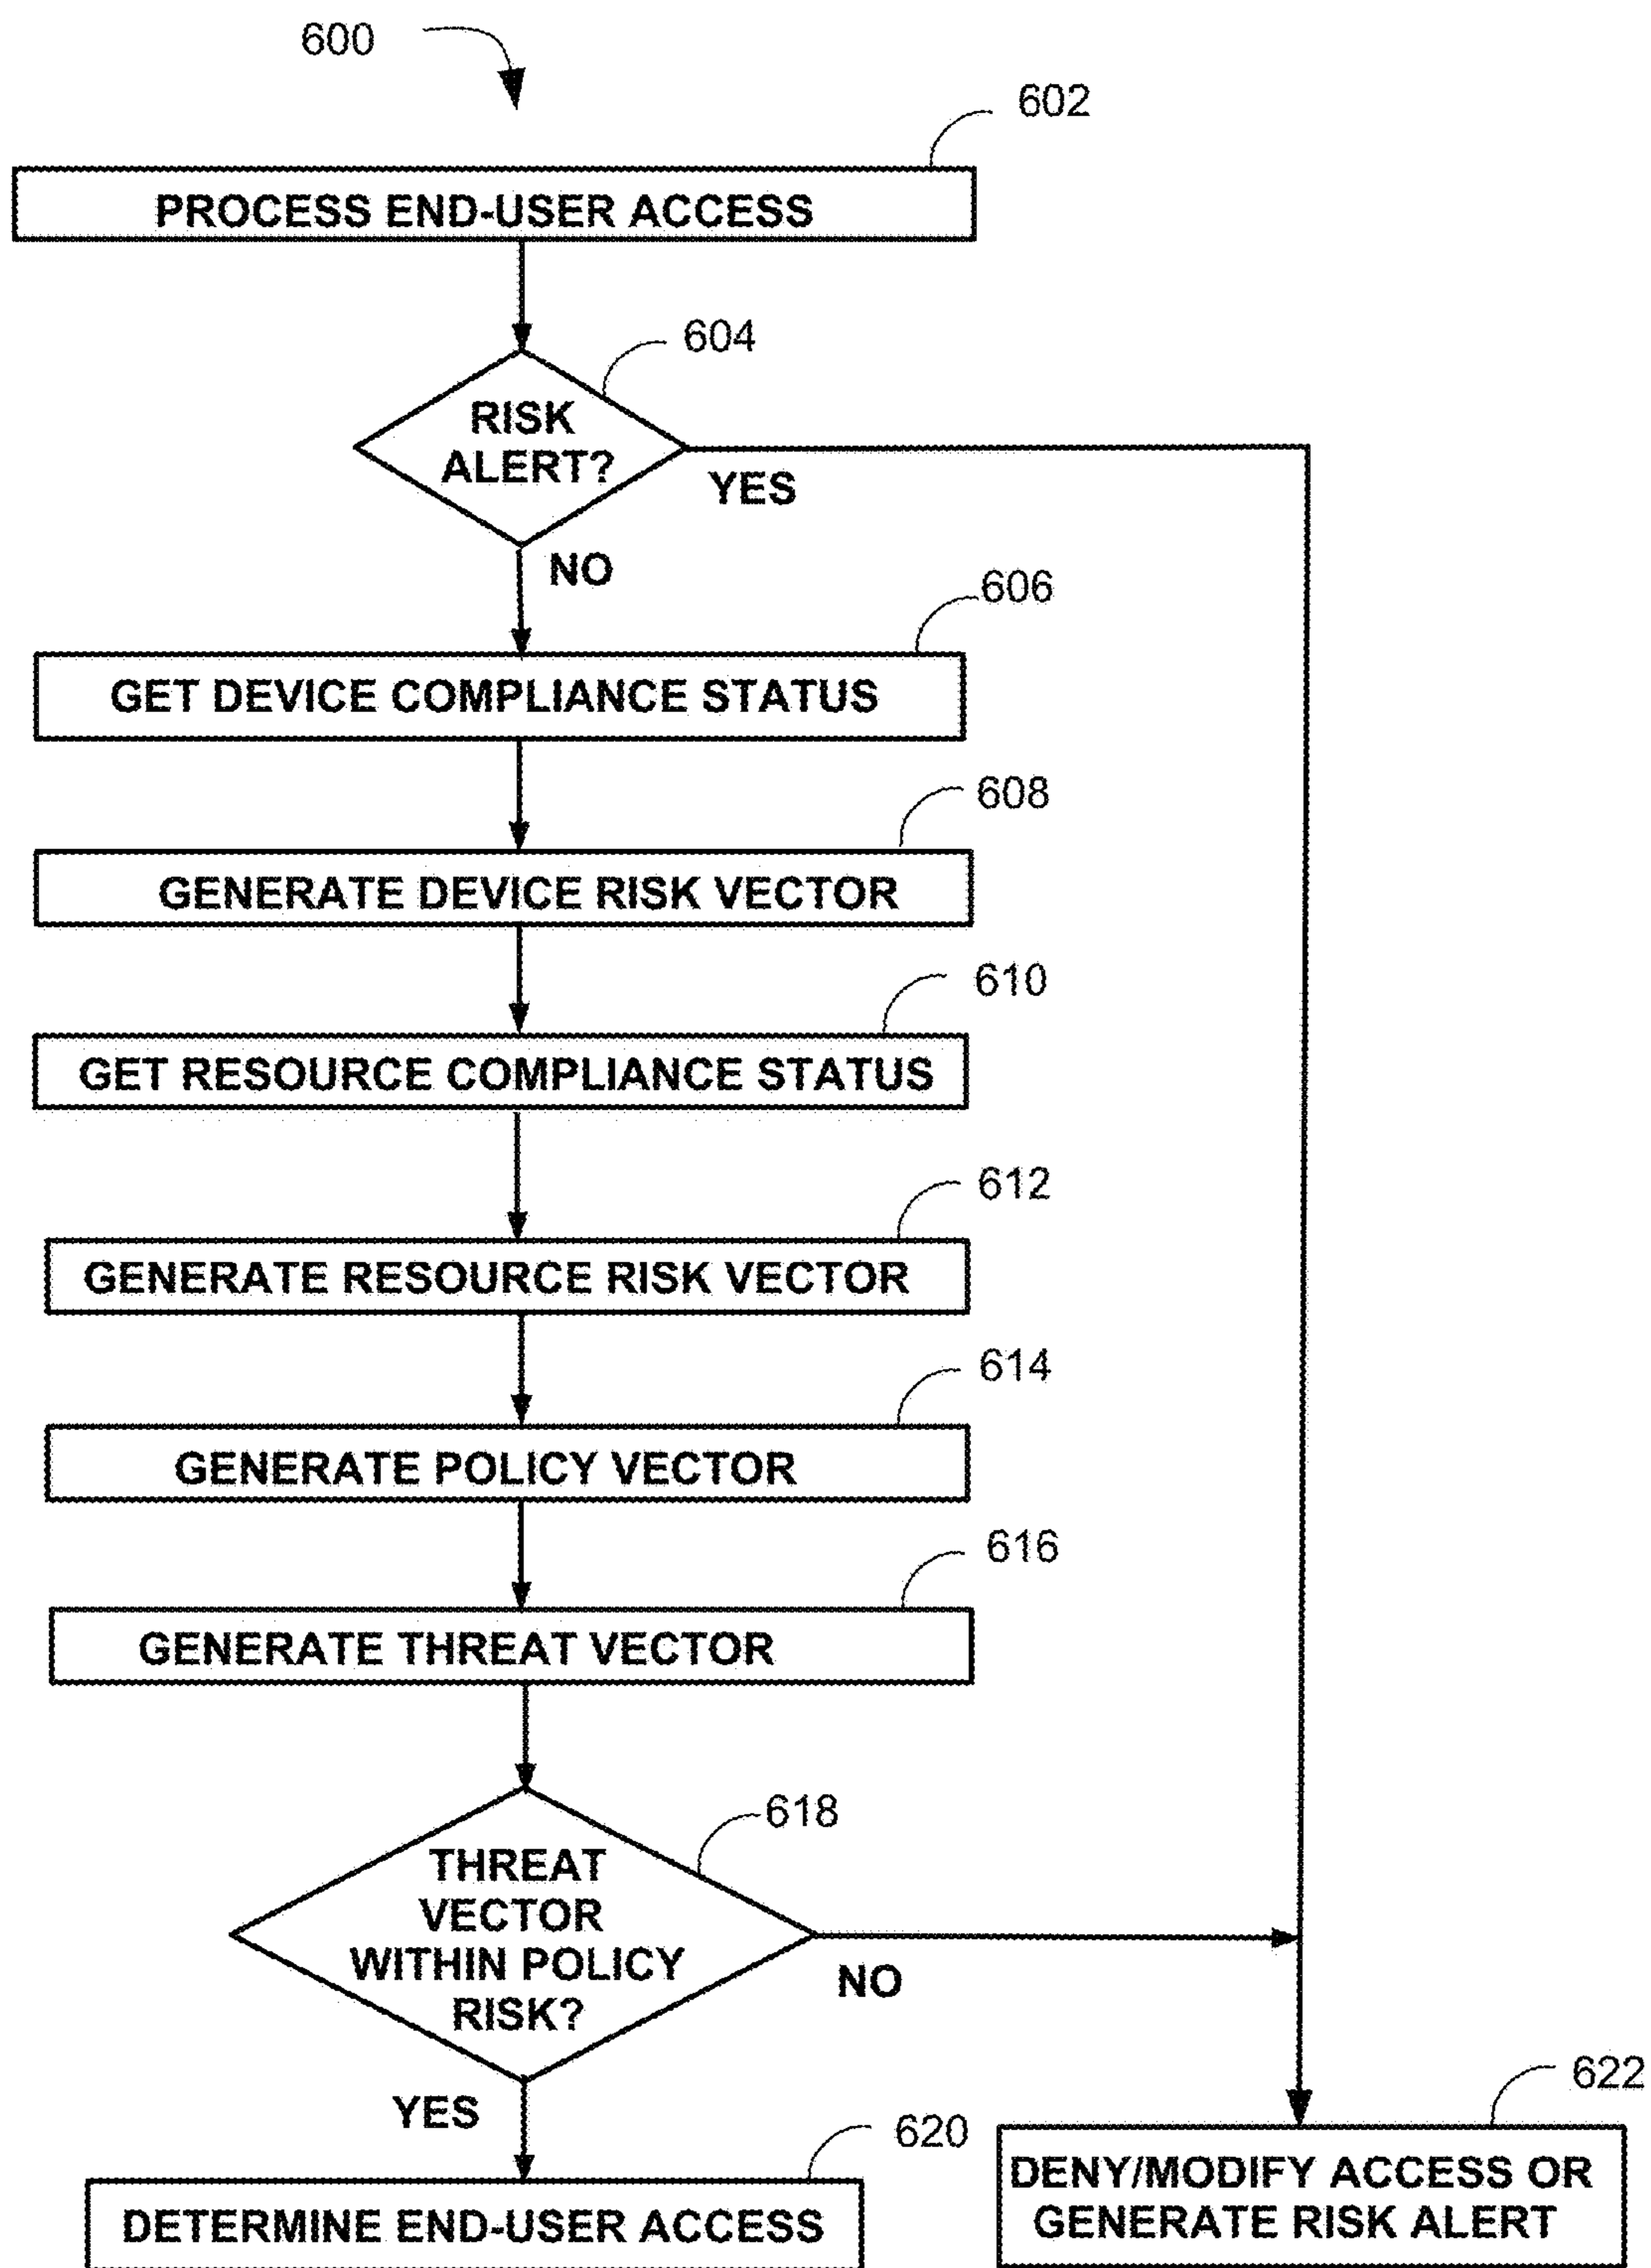 600
602
PROCESS END-USER ACCESS
604
RISK
ALERT?
YES
NO
606
GET DEVICE COMPLIANCE STATUS
608
GENERATE DEVICE RISK VECTOR
610
GET RESOURCE COMPLIANCE STATUS
612
GENERATE RESOURCE RISK VECTOR
614
GENERATE POLICY VECTOR
616
GENERATE THREAT VECTOR
618
THREAT
VECTOR
WITHIN POLICY
RISK?
NO
YES
620
DETERMINE END-USER ACCESS
622
DENY/MODIFY ACCESS OR
GENERATE RISK ALERT